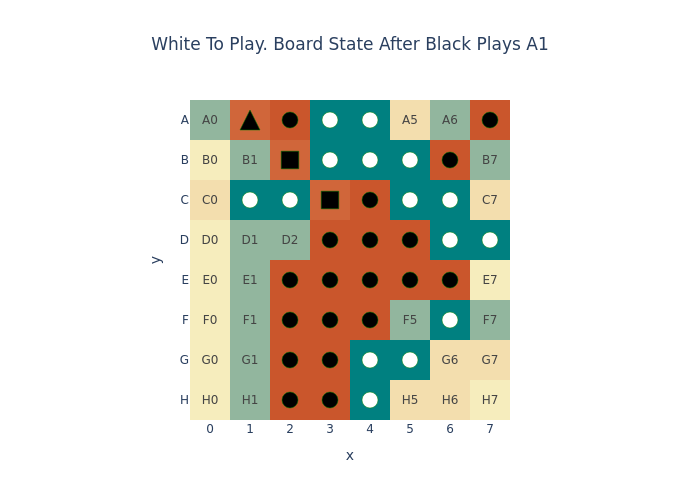 White To Play. Board State After Black Plays A1
A A0 A5 A6
B B0 B1 B7
C C0 C7
D D0 D1 D2
E E0 E1 E7
F F0 F1 F5 F7
G G0 G1 G6 G7
H H0 H1 H5 H6 H7
0 1 2 3 4 5 6 7
x
y